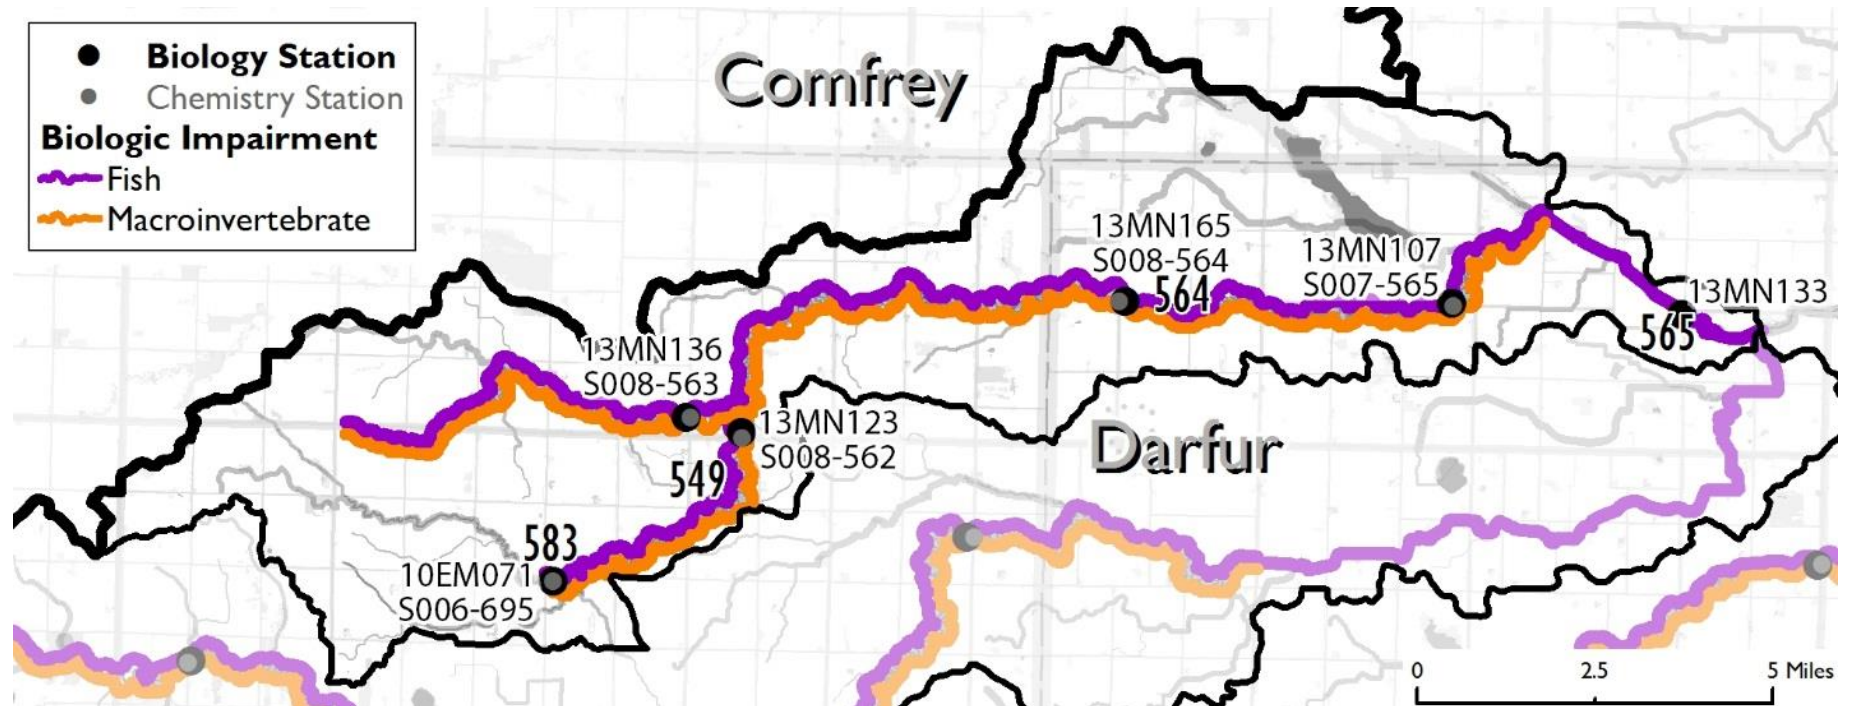 Biology Station
Chemistry Station
Biologic Impairment
Fish
Macroinvertebrate
Comfrey
13MN165
S008-564
564
13MN107
S007-565
13MN133
565
13MN136
S008-563
13MN123
S008-562
549
Darfur
583
10EM071
S006-695
0 2.5 5 Miles